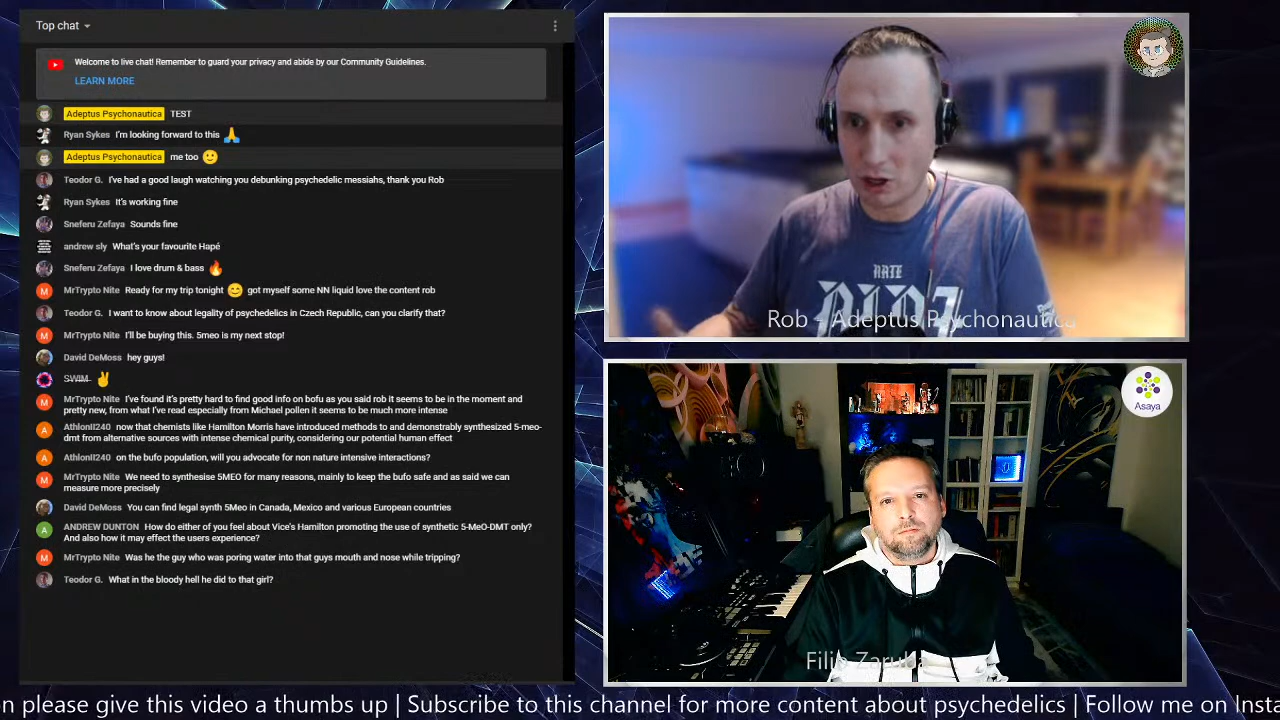 Top chat
Welcome to live chat! Remember to guard your privacy and abide by our Community Guidelines.
LEARN MORE
Adeptus Psychonautica TEST
Ryan Sykes I'm looking forward to this
Adeptus Psychonautica me too
Teodor G. I've had a good laugh watching you debunking psychedelic messiahs, thank you Rob
Ryan Sykes It's working fine
Sneferu Zefaya Sounds fine
andrew sly What's your favourite Hapé
Sneferu Zefaya I love drum & bass
MrTrypto Nite Ready for my trip tonight got myself some NN liquid love the content rob
Teodor G. I want to know about legality of psychedelics in Czech Republic, can you clarify that?
MrTrypto Nite I'll be buying this. 5meo is my next stop!
David DeMoss hey guys!
S̶W̶I̶M̶
MrTrypto Nite I've found it's pretty hard to find good info on bofu as you said rob it seems to be in the moment and
pretty new, from what I've read especially from Michael pollen it seems to be much more intense
AthlonII240 now that chemists like Hamilton Morris have introduced methods to and demonstrably synthesized 5-meo-
dmt from alternative sources with intense chemical purity, considering our potential human effect
AthlonII240 on the bufo population, will you advocate for non nature intensive interactions?
MrTrypto Nite We need to synthesise 5MEO for many reasons, mainly to keep the bufo safe and as said we can
measure more precisely
David DeMoss You can find legal synth 5Meo in Canada, Mexico and various European countries
ANDREW DUNTON How do either of you feel about Vice's Hamilton promoting the use of synthetic 5-MeO-DMT only?
And also how it may effect the users experience?
MrTrypto Nite Was he the guy who was poring water into that guys mouth and nose while tripping?
Teodor G. What in the bloody hell he did to that girl?
HATE
Rob - Adeptus Psychonautica
Asaya
Filip Zaruba
n please give this video a thumbs up | Subscribe to this channel for more content about psychedelics | Follow me on Insta